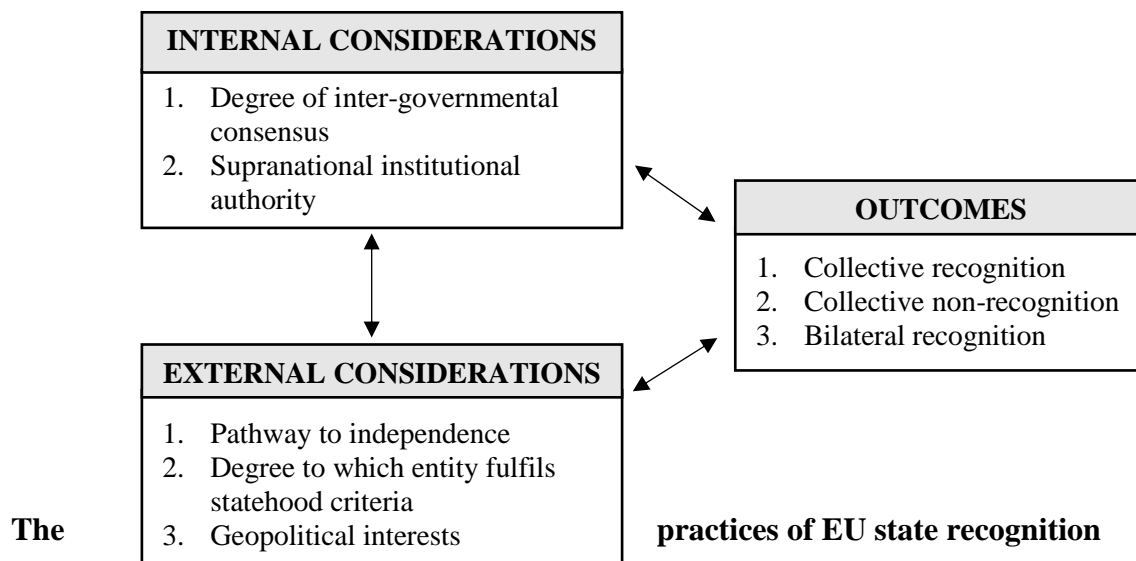 INTERNAL CONSIDERATIONS
1. Degree of inter-governmental
consensus
2. Supranational institutional
authority
OUTCOMES
1. Collective recognition
2. Collective non-recognition
3. Bilateral recognition
EXTERNAL CONSIDERATIONS
1. Pathway to independence
2. Degree to which entity fulfils
statehood criteria
3. Geopolitical interests
The practices of EU state recognition